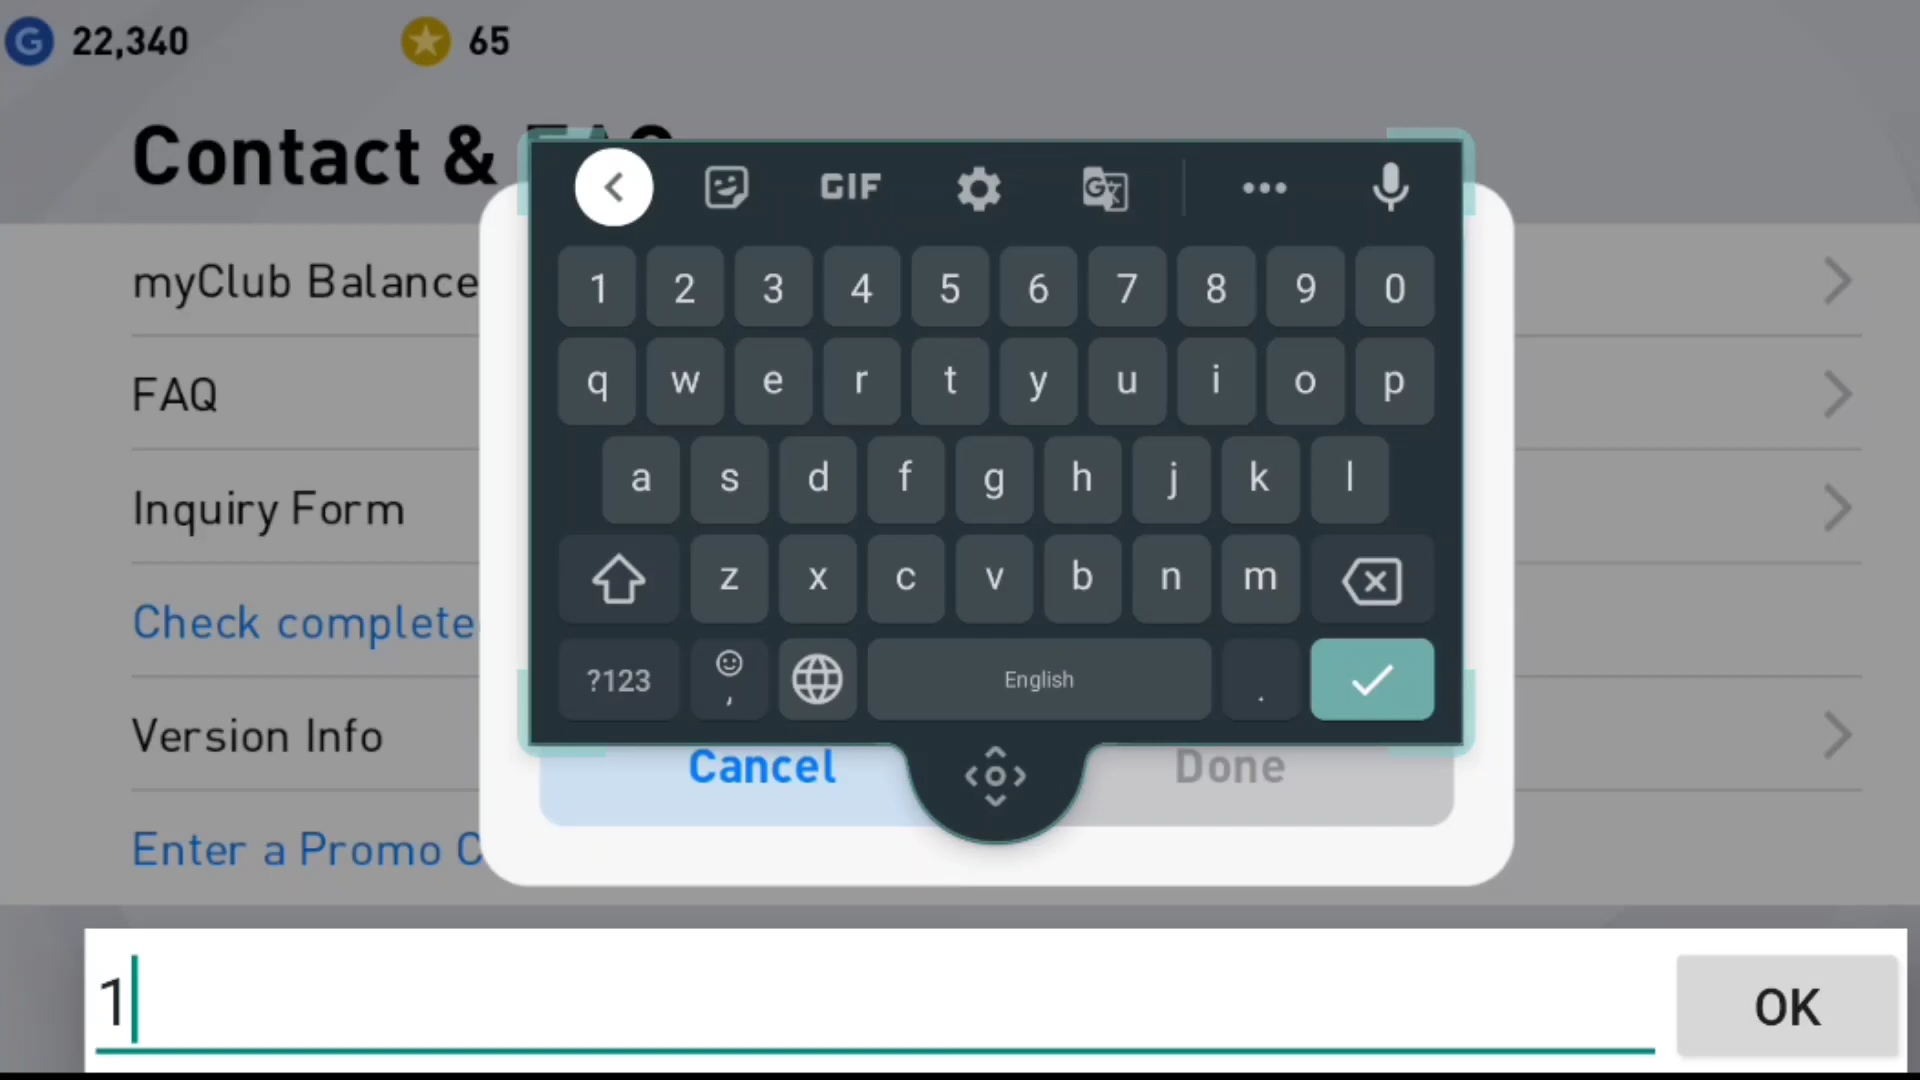 G 22,340 65
Contact &
myClub Balance
FAQ
Inquiry Form
Check complete
Version Info
Enter a Promo C
GIF G
1 2 3 4 5 6 7 8 9 0
q w e r t y u i o p
a s d f g h j k l
z x c v b n m
?123 , English .
Cancel Done
1
OK